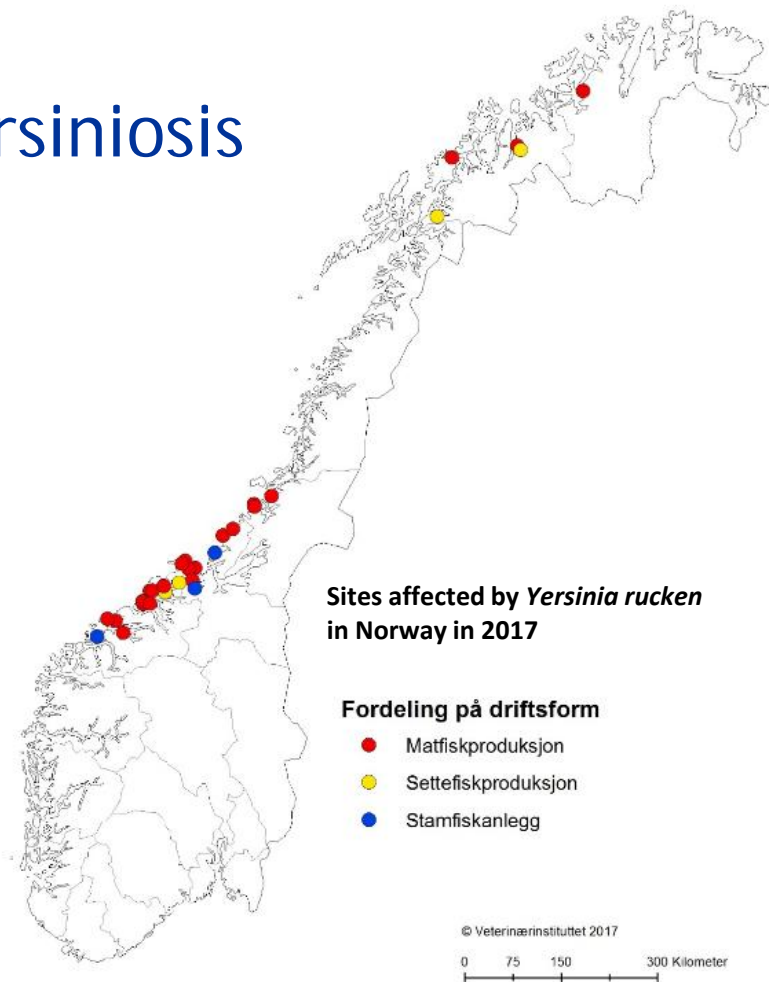 rsiniosis
Sites affected by Yersinia rucken
in Norway in 2017
Fordeling på driftsform
Matfiskproduksjon
Settefiskproduksjon
Stamfiskanlegg
© Veterinærinstituttet 2017
0 75 150 300 Kilometer